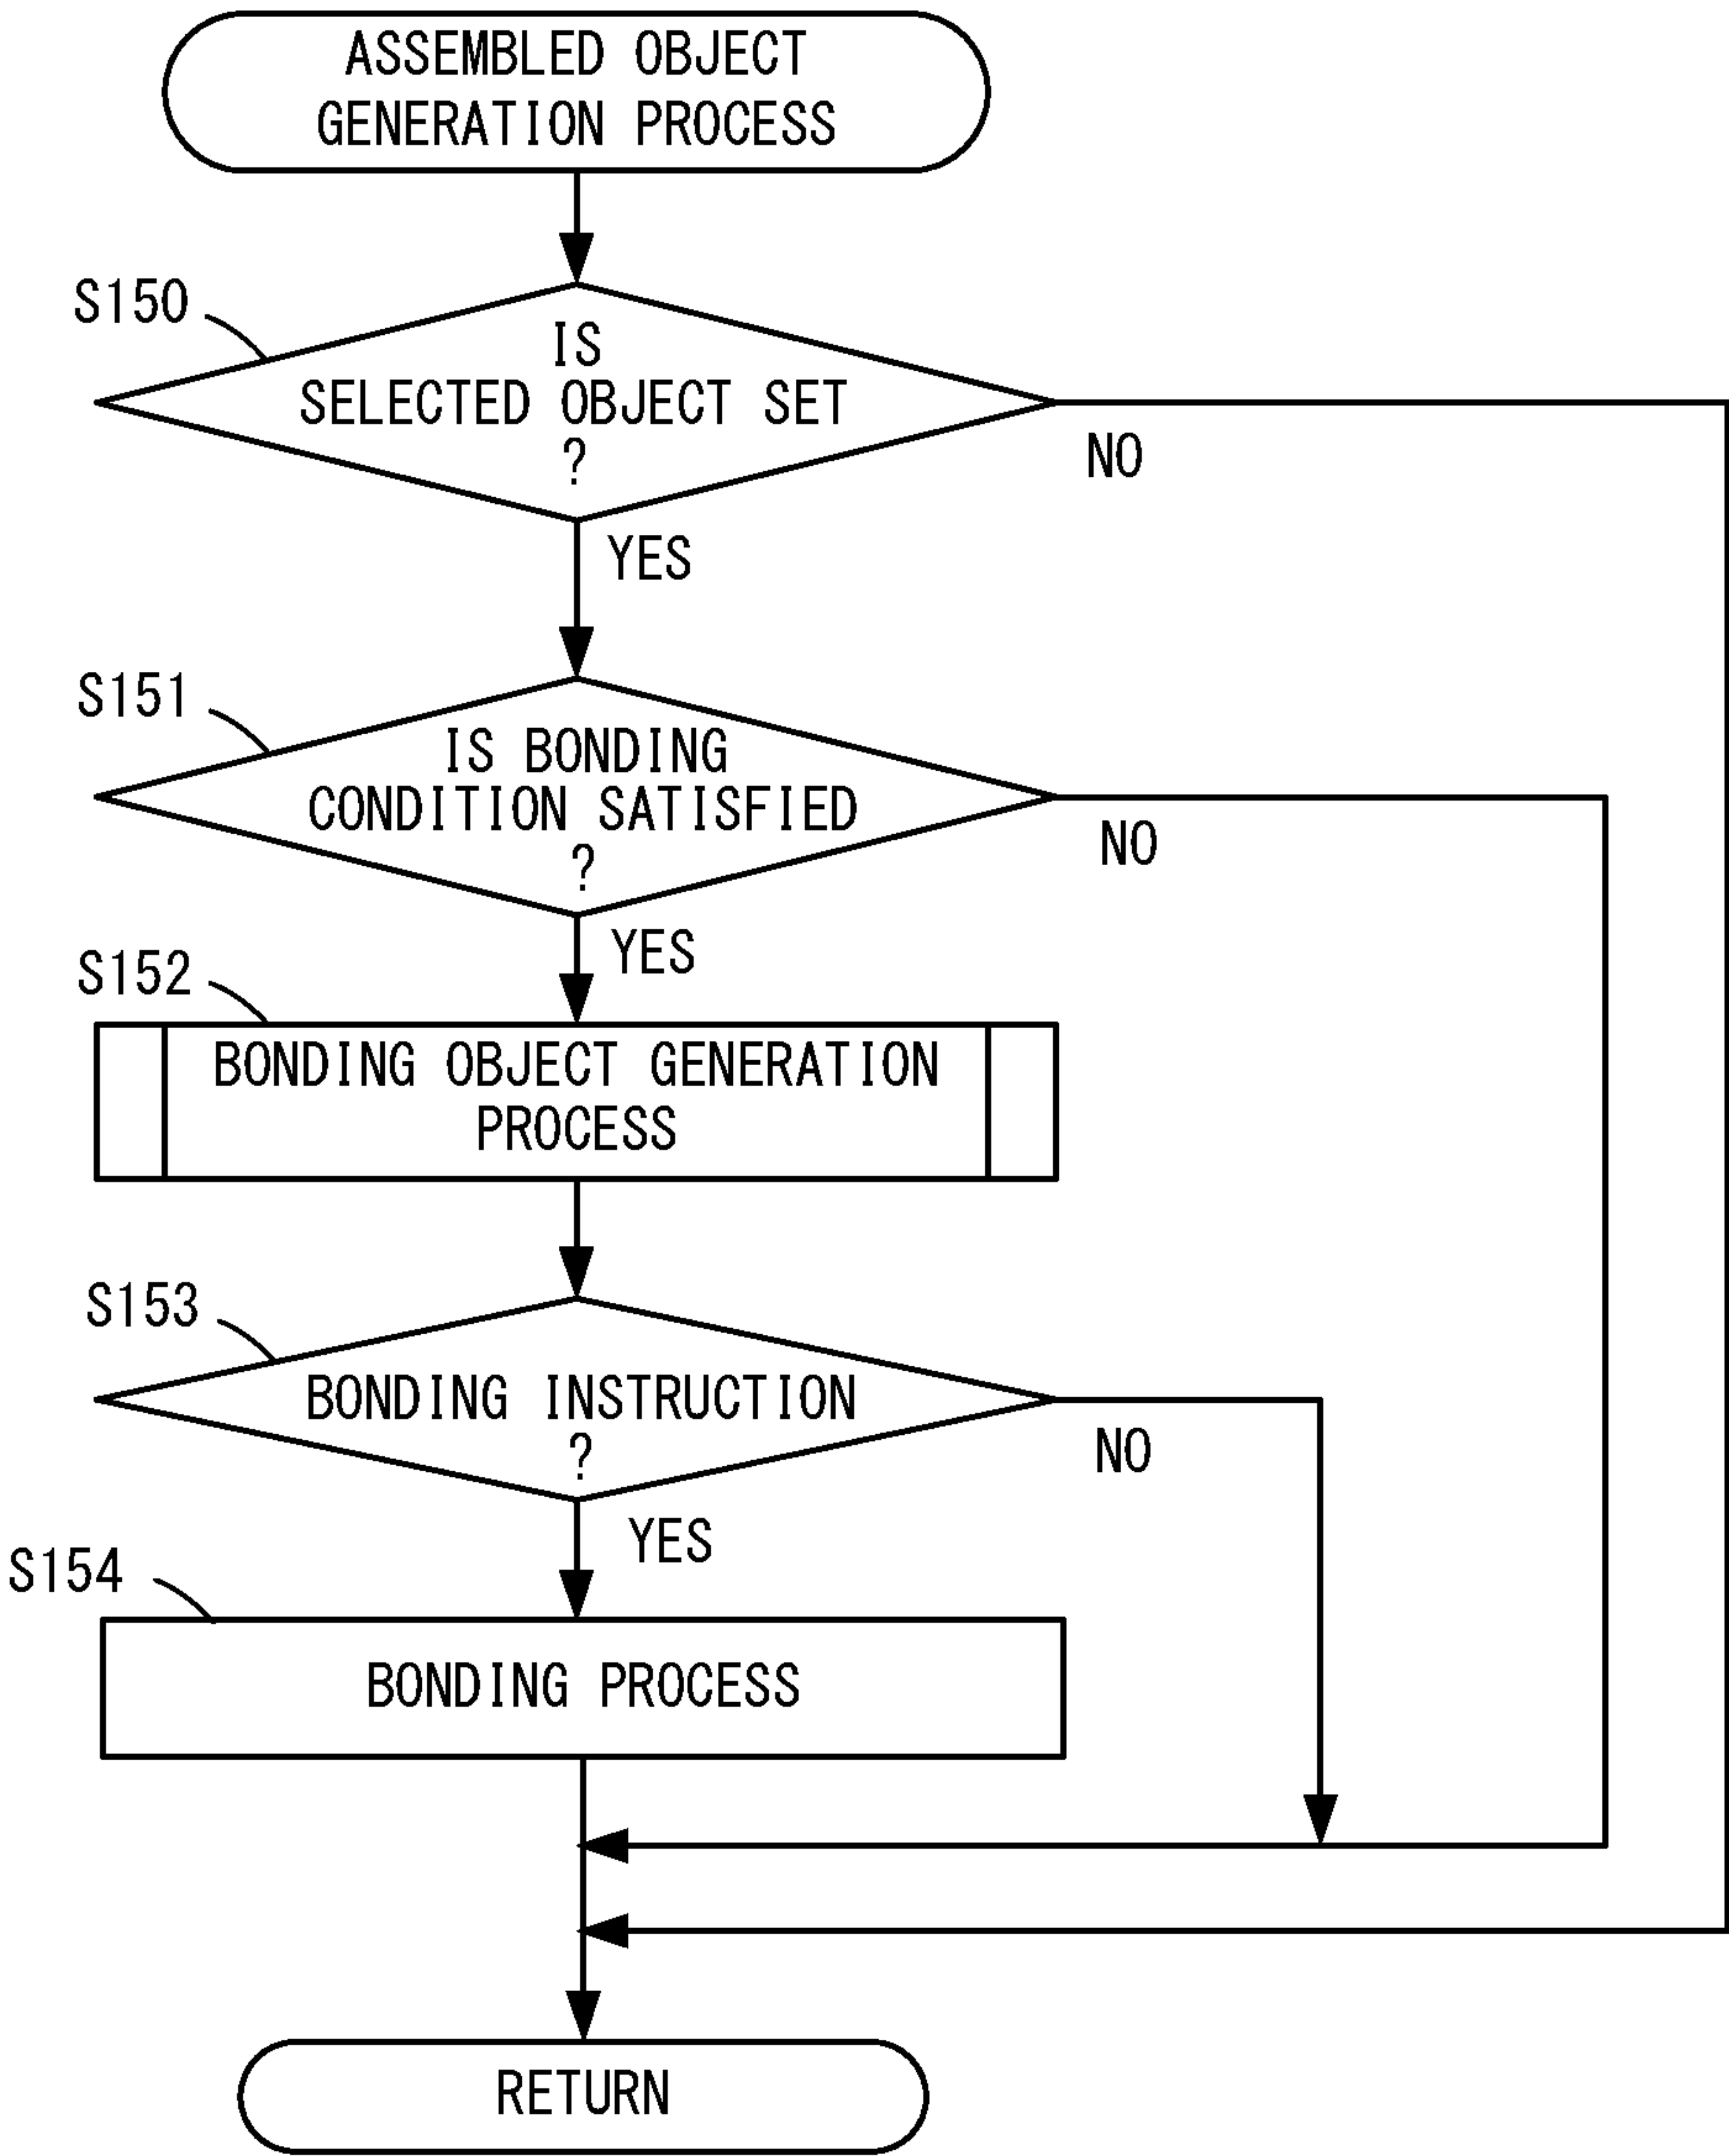 ASSEMBLED OBJECT
GENERATION PROCESS
S150
IS
SELECTED OBJECT SET
?
NO
YES
S151
IS BONDING
CONDITION SATISFIED
?
NO
YES
S152
BONDING OBJECT GENERATION
PROCESS
S153
BONDING INSTRUCTION
?
NO
YES
S154
BONDING PROCESS
RETURN